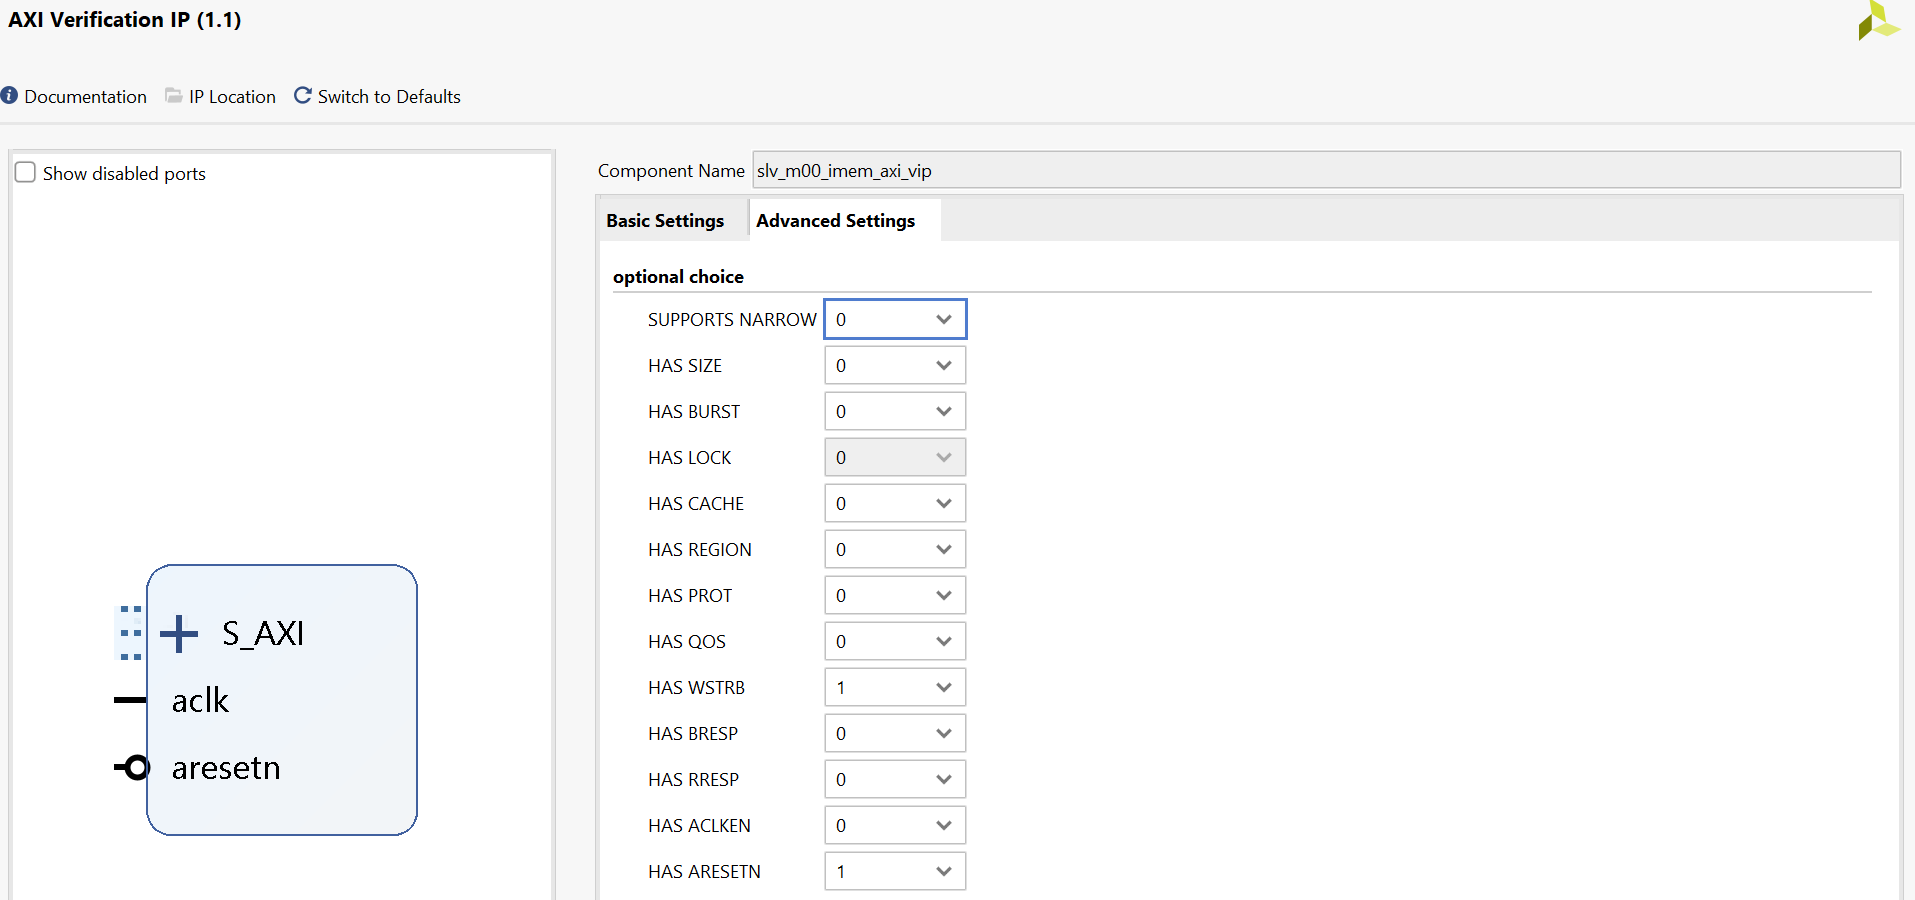 AXI Verification IP (1.1)
Documentation IP Location Switch to Defaults
Show disabled ports
S_AXI
aclk
aresetn
Component Name slv_m00_imem_axi_vip
Basic Settings Advanced Settings
optional choice
SUPPORTS NARROW 0
HAS SIZE 0
HAS BURST 0
HAS LOCK 0
HAS CACHE 0
HAS REGION 0
HAS PROT 0
HAS QOS 0
HAS WSTRB 1
HAS BRESP 0
HAS RRESP 0
HAS ACLKEN 0
HAS ARESETN 1